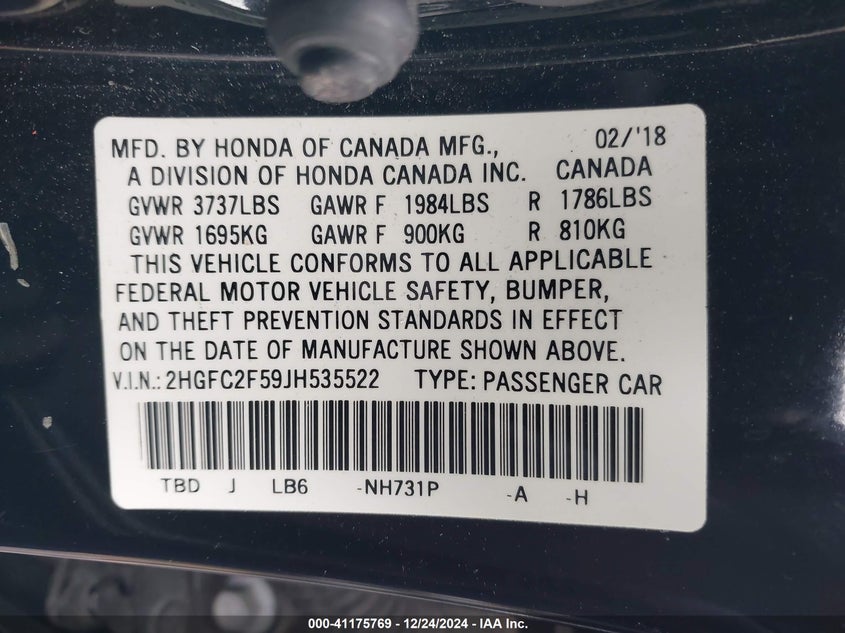 MFD. BY HONDA OF CANADA MFG., 02/'18
A DIVISION OF HONDA CANADA INC. CANADA
GVWR 3737LBS GAWR F 1984LBS R 1786LBS
GVWR 1695KG GAWR F 900KG R 810KG
THIS VEHICLE CONFORMS TO ALL APPLICABLE
FEDERAL MOTOR VEHICLE SAFETY, BUMPER,
AND THEFT PREVENTION STANDARDS IN EFFECT
ON THE DATE OF MANUFACTURE SHOWN ABOVE.
V.I.N.: 2HGFC2F59JH535522 TYPE: PASSENGER CAR
TBD J LB6 -NH731P -A -H
000-41175769 - 12/24/2024 - IAA Inc.